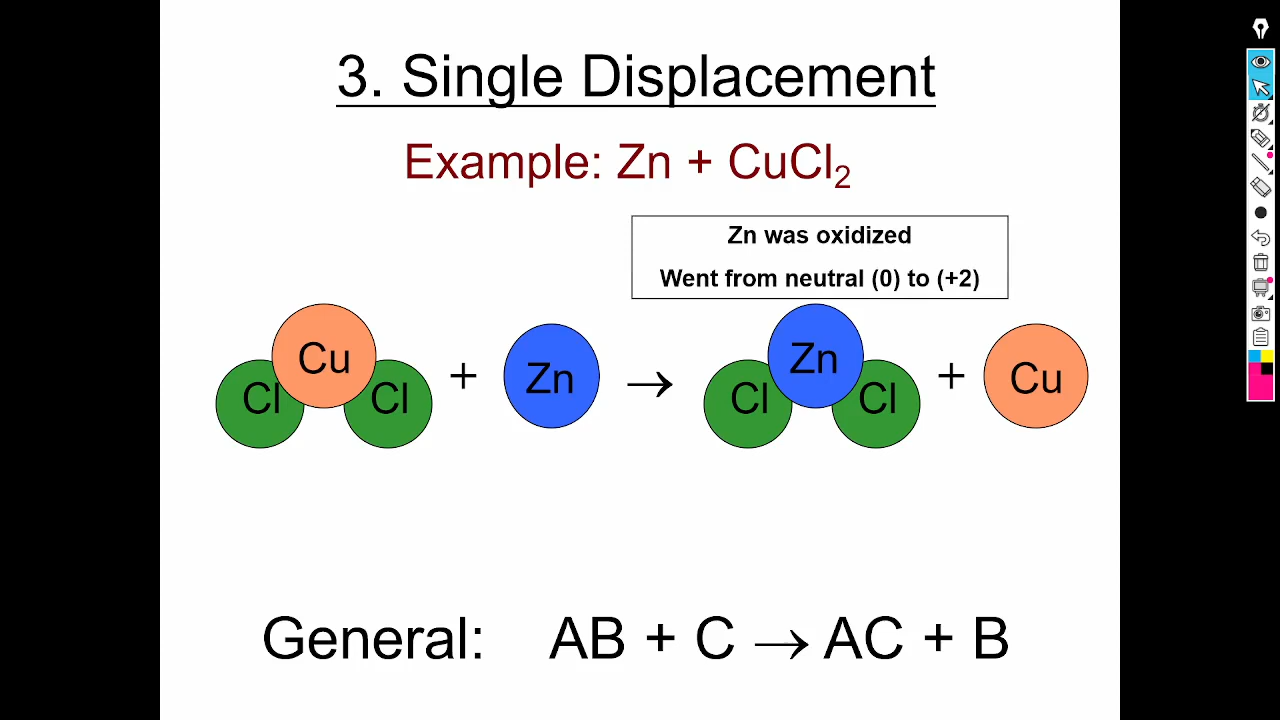 3. Single Displacement
Example: Zn + CuCl₂
Zn was oxidized
Went from neutral (0) to (+2)
Cu
Cl Cl + Zn → Zn
Cl Cl + Cu
General: AB + C → AC + B